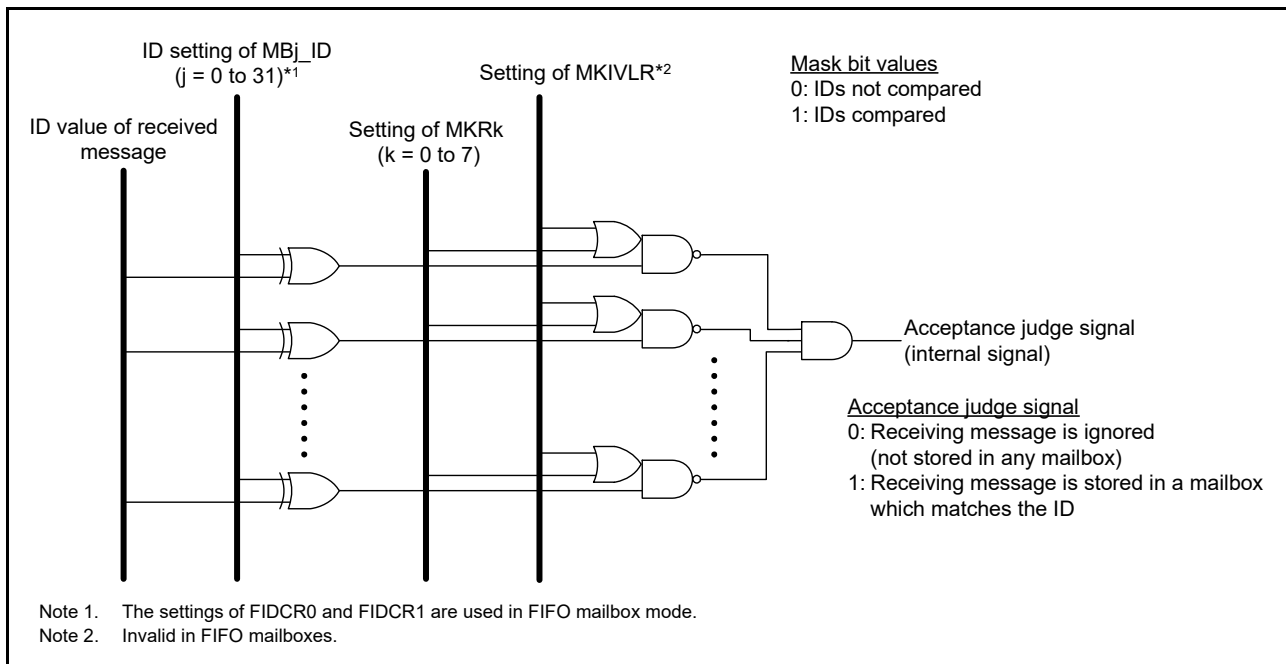 ID setting of MBj_ID
(j = 0 to 31)*1
Setting of MKIVLR*2
Mask bit values
0: IDs not compared
1: IDs compared
ID value of received
message
Setting of MKRk
(k = 0 to 7)
Acceptance judge signal
(internal signal)
Acceptance judge signal
0: Receiving message is ignored
(not stored in any mailbox)
1: Receiving message is stored in a mailbox
which matches the ID
Note 1. The settings of FIDCR0 and FIDCR1 are used in FIFO mailbox mode.
Note 2. Invalid in FIFO mailboxes.